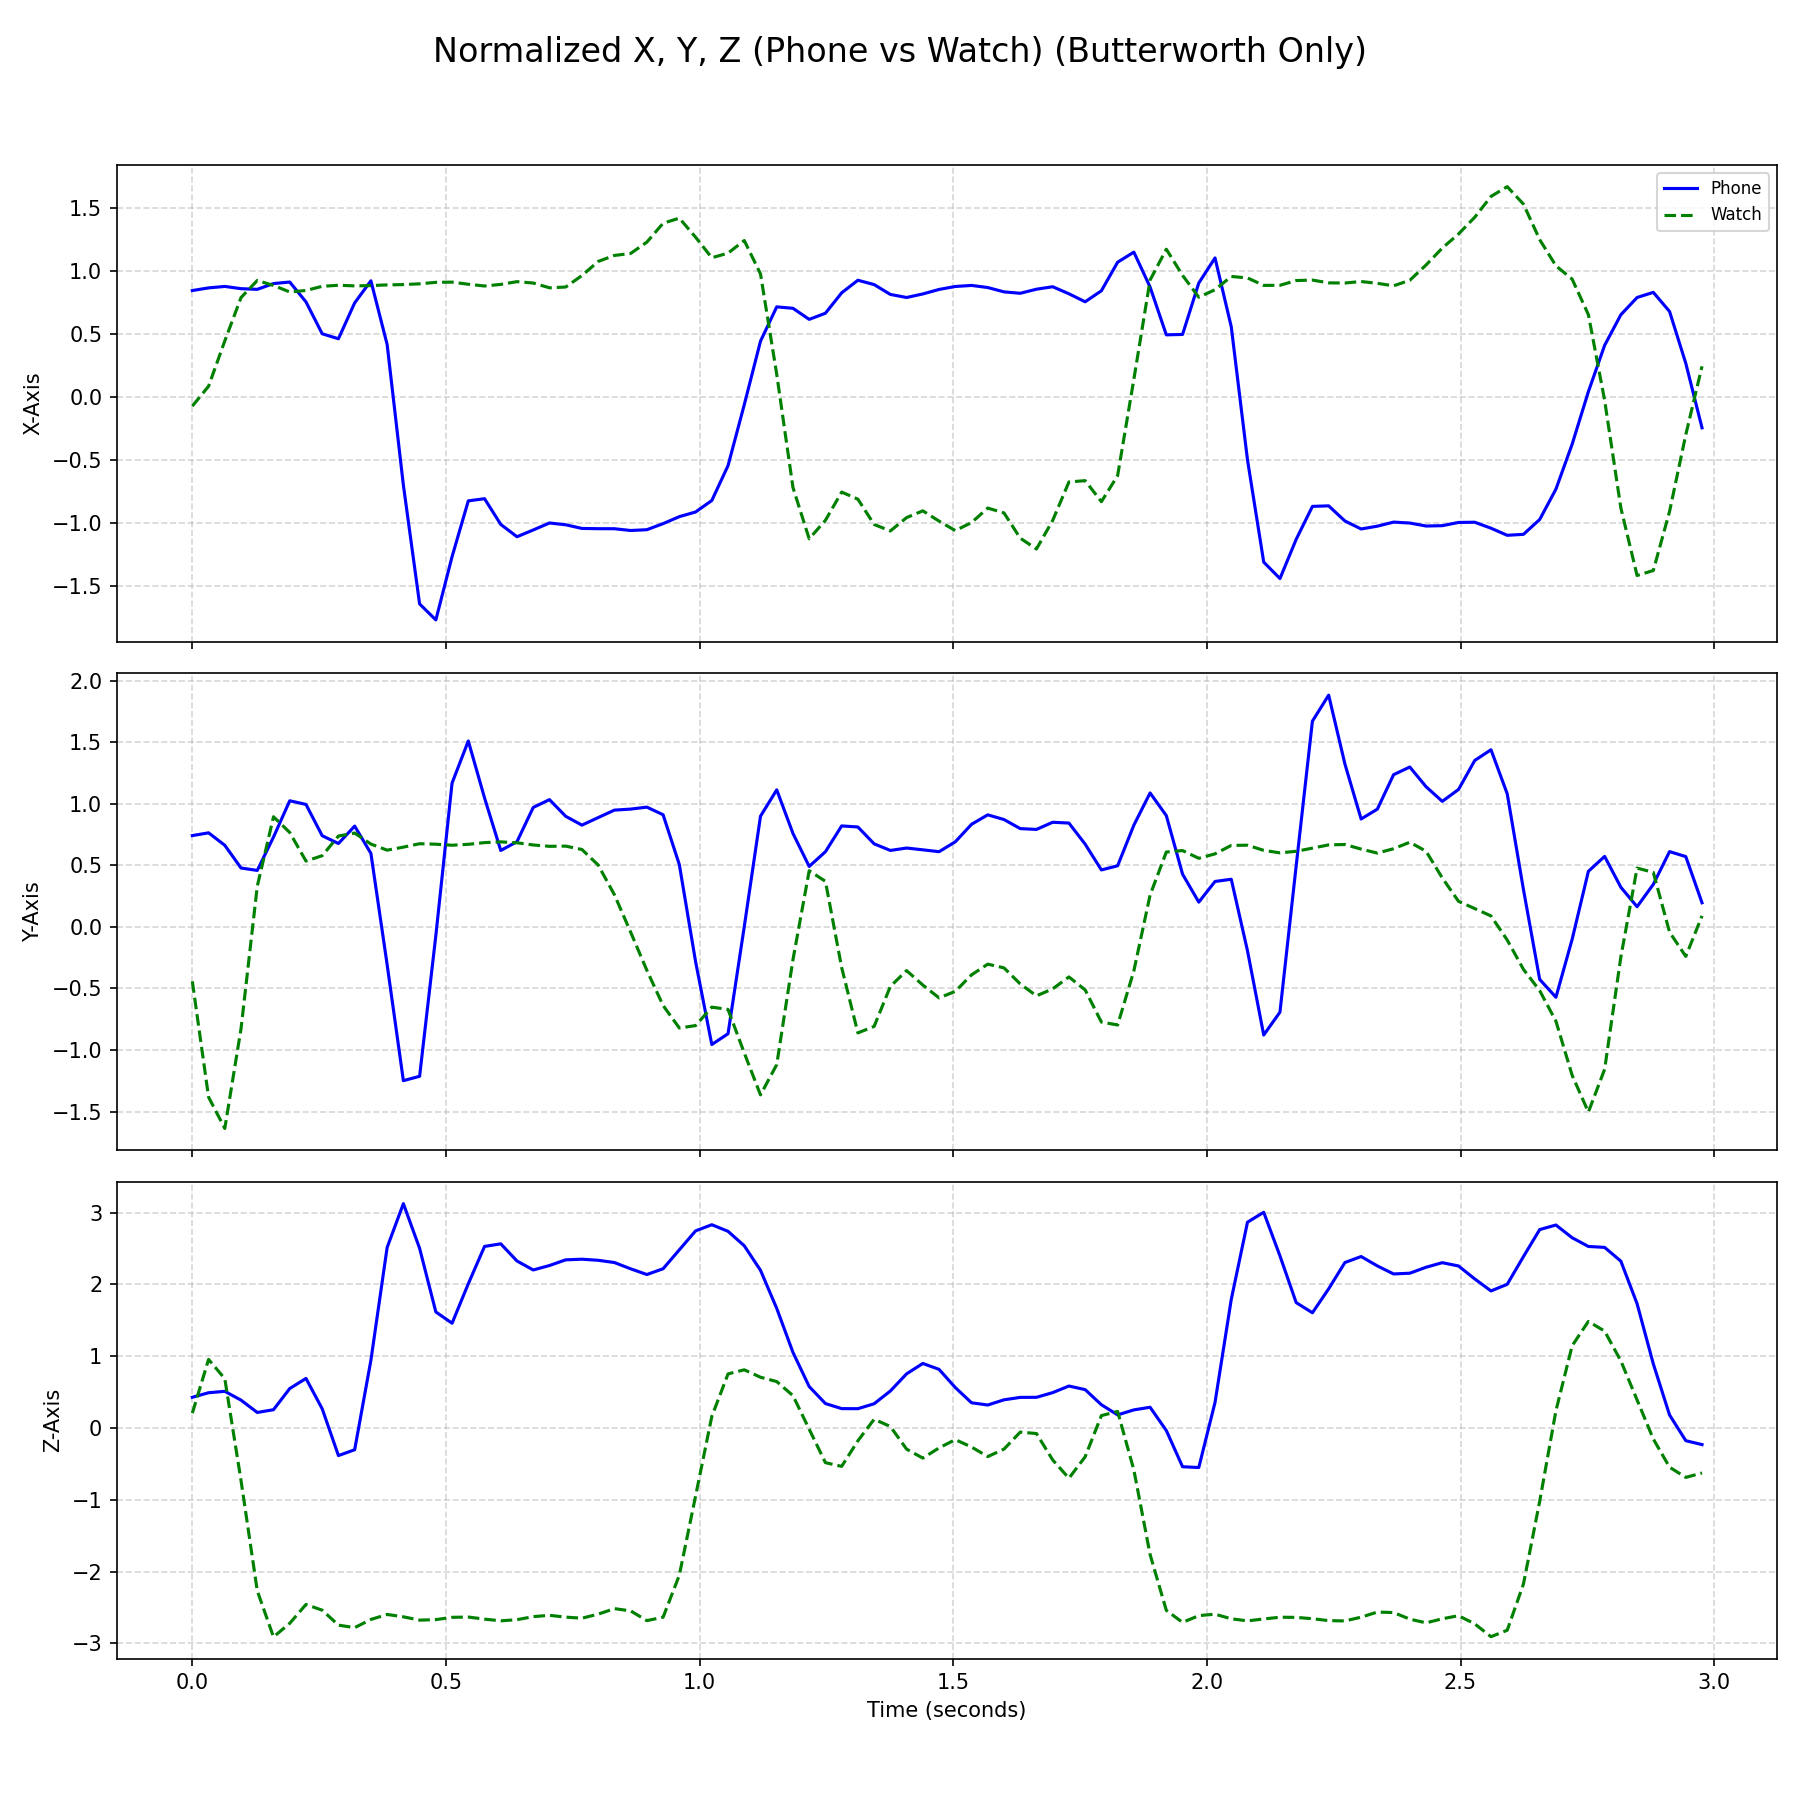 Normalized X, Y, Z (Phone vs Watch) (Butterworth Only)
Phone
Watch
X-Axis
1.5
1.0
0.5
0.0
−0.5
−1.0
−1.5
Y-Axis
2.0
1.5
1.0
0.5
0.0
−0.5
−1.0
−1.5
Z-Axis
3
2
1
0
−1
−2
−3
0.0 0.5 1.0 1.5 2.0 2.5 3.0
Time (seconds)